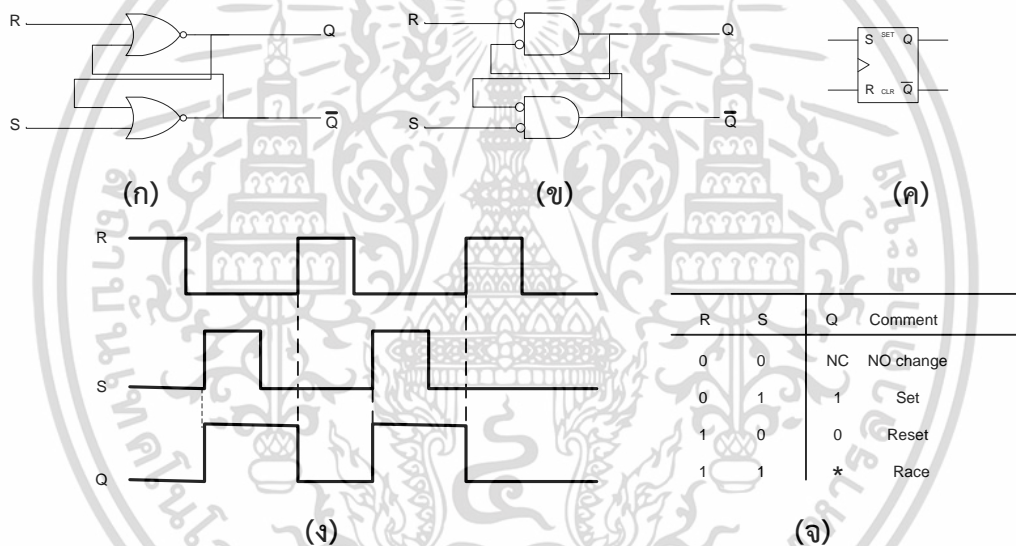 R
Q
S
Q̅
(ก)
R
Q
S
Q̅
(ข)
S SET Q
R CLR Q̅
(ค)
R
S
Q
(ง)
R S Q Comment
0 0 NC NO change
0 1 1 Set
1 0 0 Reset
1 1 * Race
(จ)